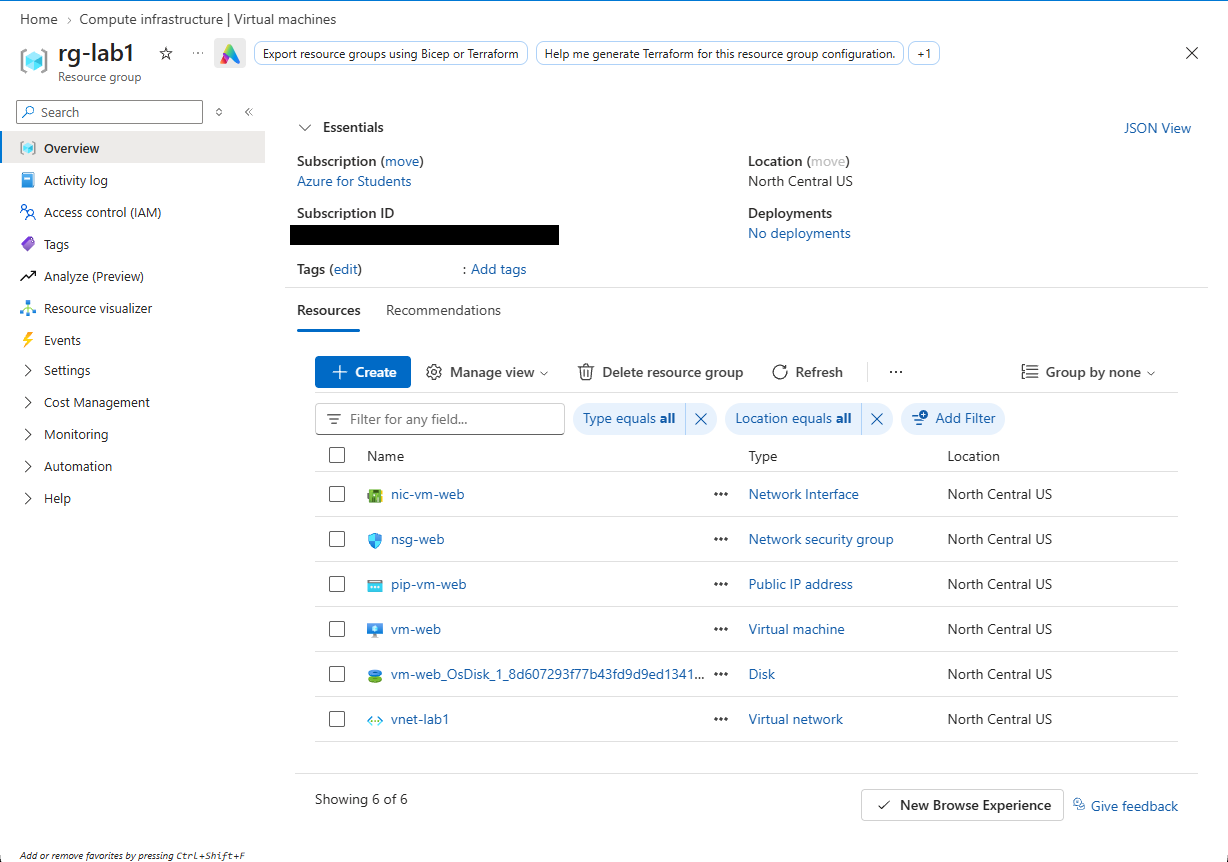 Home > Compute infrastructure | Virtual machines
rg-lab1
Resource group
Export resource groups using Bicep or Terraform
Help me generate Terraform for this resource group configuration.
+1
Search
Overview
Activity log
Access control (IAM)
Tags
Analyze (Preview)
Resource visualizer
Events
Settings
Cost Management
Monitoring
Automation
Help
Essentials
JSON View
Subscription (move)
Azure for Students
Subscription ID
Location (move)
North Central US
Deployments
No deployments
Tags (edit) : Add tags
Resources Recommendations
Create Manage view Delete resource group Refresh ... Group by none
Filter for any field... Type equals all Location equals all Add Filter
Name Type Location
nic-vm-web ... Network Interface North Central US
nsg-web ... Network security group North Central US
pip-vm-web ... Public IP address North Central US
vm-web ... Virtual machine North Central US
vm-web_OsDisk_1_8d607293f77b43fd9d9ed1341... ... Disk North Central US
vnet-lab1 ... Virtual network North Central US
Showing 6 of 6
New Browse Experience
Give feedback
Add or remove favorites by pressing Ctrl+Shift+F